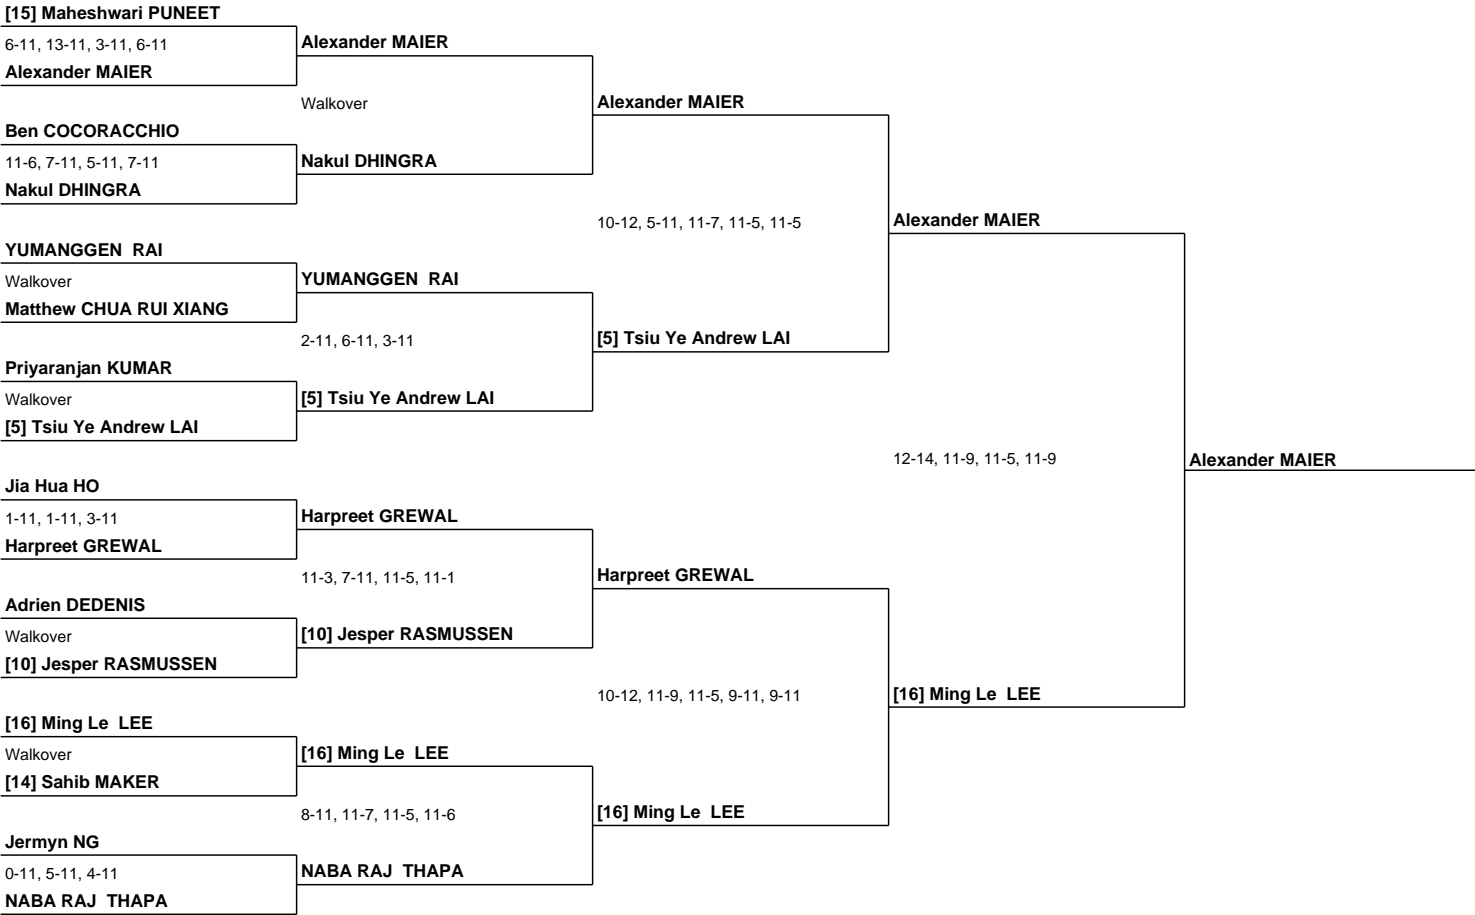 [15] Maheshwari PUNEET
6-11, 13-11, 3-11, 6-11
Alexander MAIER
Ben COCORACCHIO
11-6, 7-11, 5-11, 7-11
Nakul DHINGRA
YUMANGGEN  RAI
Walkover
Matthew CHUA RUI XIANG
Priyaranjan KUMAR
Walkover
[5] Tsiu Ye Andrew LAI
Jia Hua HO
1-11, 1-11, 3-11
Harpreet GREWAL
Adrien DEDENIS
Walkover
[10] Jesper RASMUSSEN
[16] Ming Le  LEE
Walkover
[14] Sahib MAKER
Jermyn NG
0-11, 5-11, 4-11
NABA RAJ  THAPA
Alexander MAIER
Walkover
Nakul DHINGRA
YUMANGGEN  RAI
2-11, 6-11, 3-11
[5] Tsiu Ye Andrew LAI
Harpreet GREWAL
11-3, 7-11, 11-5, 11-1
[10] Jesper RASMUSSEN
[16] Ming Le  LEE
8-11, 11-7, 11-5, 11-6
NABA RAJ  THAPA
Alexander MAIER
10-12, 5-11, 11-7, 11-5, 11-5
[5] Tsiu Ye Andrew LAI
Harpreet GREWAL
10-12, 11-9, 11-5, 9-11, 9-11
[16] Ming Le  LEE
Alexander MAIER
12-14, 11-9, 11-5, 11-9
[16] Ming Le  LEE
Alexander MAIER